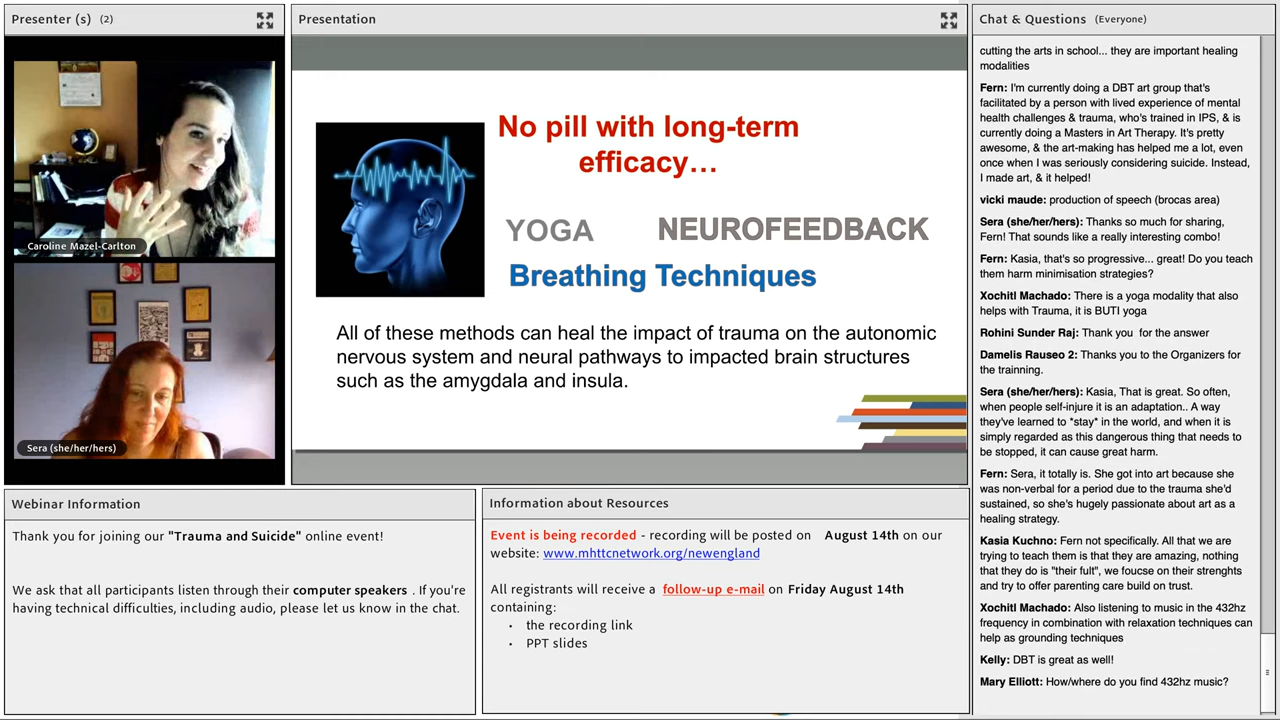 Presenter (s) (2)
Caroline Mazel-Carlton
Sera (she/her/hers)
Presentation
No pill with long-term
efficacy…
YOGA NEUROFEEDBACK
Breathing Techniques
All of these methods can heal the impact of trauma on the autonomic
nervous system and neural pathways to impacted brain structures
such as the amygdala and insula.
Webinar Information
Thank you for joining our "Trauma and Suicide" online event!
We ask that all participants listen through their computer speakers . If you're
having technical difficulties, including audio, please let us know in the chat.
Information about Resources
Event is being recorded - recording will be posted on August 14th on our
website: www.mhttcnetwork.org/newengland
All registrants will receive a follow-up e-mail on Friday August 14th
containing:
• the recording link
• PPT slides
Chat & Questions (Everyone)
cutting the arts in school... they are important healing
modalities
Fern: I'm currently doing a DBT art group that's
facilitated by a person with lived experience of mental
health challenges & trauma, who's trained in IPS, & is
currently doing a Masters in Art Therapy. It's pretty
awesome, & the art-making has helped me a lot, even
once when I was seriously considering suicide. Instead,
I made art, & it helped!
vicki maude: production of speech (brocas area)
Sera (she/her/hers): Thanks so much for sharing,
Fern! That sounds like a really interesting combo!
Fern: Kasia, that's so progressive... great! Do you teach
them harm minimisation strategies?
Xochitl Machado: There is a yoga modality that also
helps with Trauma, it is BUTI yoga
Rohini Sunder Raj: Thank you for the answer
Damelis Rauseo 2: Thanks you to the Organizers for
the trainning.
Sera (she/her/hers): Kasia, That is great. So often,
when people self-injure it is an adaptation.. A way
they've learned to *stay* in the world, and when it is
simply regarded as this dangerous thing that needs to
be stopped, it can cause great harm.
Fern: Sera, it totally is. She got into art because she
was non-verbal for a period due to the trauma she'd
sustained, so she's hugely passionate about art as a
healing strategy.
Kasia Kuchno: Fern not specifically. All that we are
trying to teach them is that they are amazing, nothing
that they do is "their fult", we foucse on their strenghts
and try to offer parenting care build on trust.
Xochitl Machado: Also listening to music in the 432hz
frequency in combination with relaxation techniques can
help as grounding techniques
Kelly: DBT is great as well!
Mary Elliott: How/where do you find 432hz music?